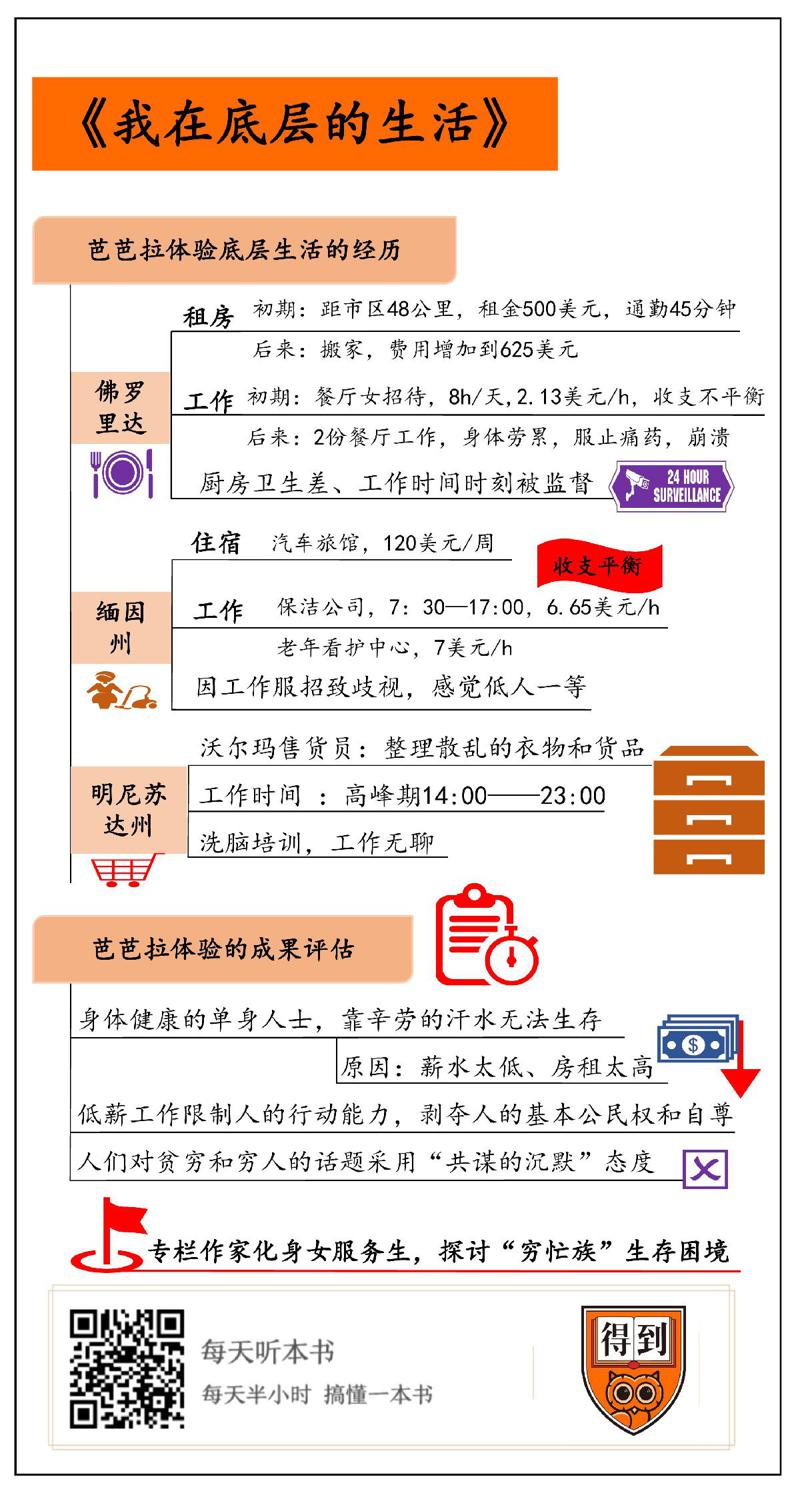 《我在底层的生活》
芭芭拉体验底层生活的经历
租房
初期：距市区48公里，租金500美元，通勤45分钟
后来：搬家，费用增加到625美元
佛罗
里达
工作
初期：餐厅女招待，8h/天,2.13美元/h，收支不平衡
后来：2份餐厅工作，身体劳累，服止痛药，崩溃
厨房卫生差、工作时间时刻被监督
24 HOUR
SURVEILLANCE
住宿
汽车旅馆，120美元/周
收支平衡
缅因
州
工作
保洁公司，7：30—17:00，6.65美元/h
老年看护中心，7美元/h
因工作服招致歧视，感觉低人一等
沃尔玛售货员：整理散乱的衣物和货品
明尼苏
达州
工作时间 ：高峰期14:00——23:00
洗脑培训，工作无聊
芭芭拉体验的成果评估
身体健康的单身人士，靠辛劳的汗水无法生存
原因：薪水太低、房租太高
低薪工作限制人的行动能力，剥夺人的基本公民权和自尊
人们对贫穷和穷人的话题采用“共谋的沉默”态度
专栏作家化身女服务生，探讨“穷忙族”生存困境
每天听本书
每天半小时 搞懂一本书
得到